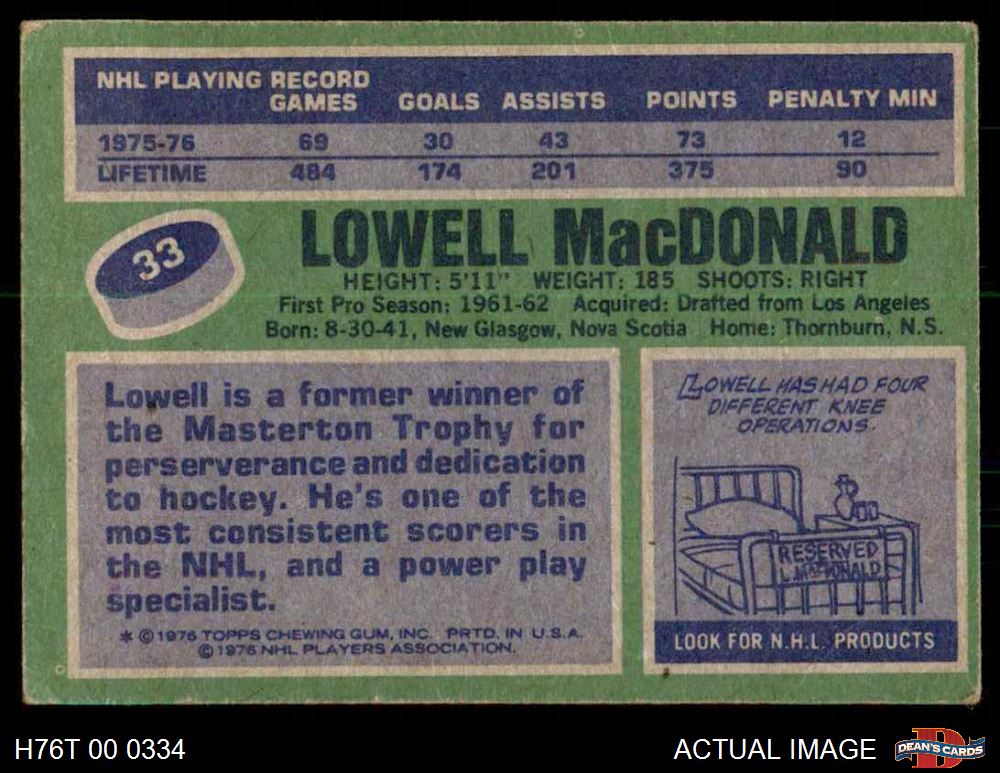 NHL PLAYING RECORD
GAMES GOALS ASSISTS POINTS PENALTY MIN
1975-76 69 30 43 73 12
LIFETIME 484 174 201 375 90
33
LOWELL MacDONALD
HEIGHT: 5'11" WEIGHT: 185 SHOOTS: RIGHT
First Pro Season: 1961-62 Acquired: Drafted from Los Angeles
Born: 8-30-41, New Glasgow, Nova Scotia Home: Thornburn, N.S.
Lowell is a former winner of
the Masterton Trophy for
perserverance and dedication
to hockey. He's one of the
most consistent scorers in
the NHL, and a power play
specialist.
* © 1976 TOPPS CHEWING GUM, INC. PRTD. IN U.S.A.
© 1976 NHL PLAYERS ASSOCIATION.
LOWELL HAS HAD FOUR
DIFFERENT KNEE
OPERATIONS.
RESERVED
L. MacDONALD
LOOK FOR N.H.L. PRODUCTS
H76T 00 0334
ACTUAL IMAGE
D
DEAN'S CARDS